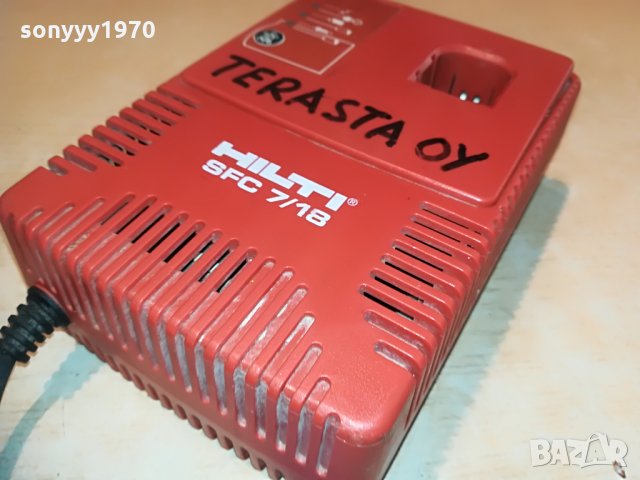 sonyyy1970
TERASTA OY
HILTI®
SFC 7/18
BAZAR